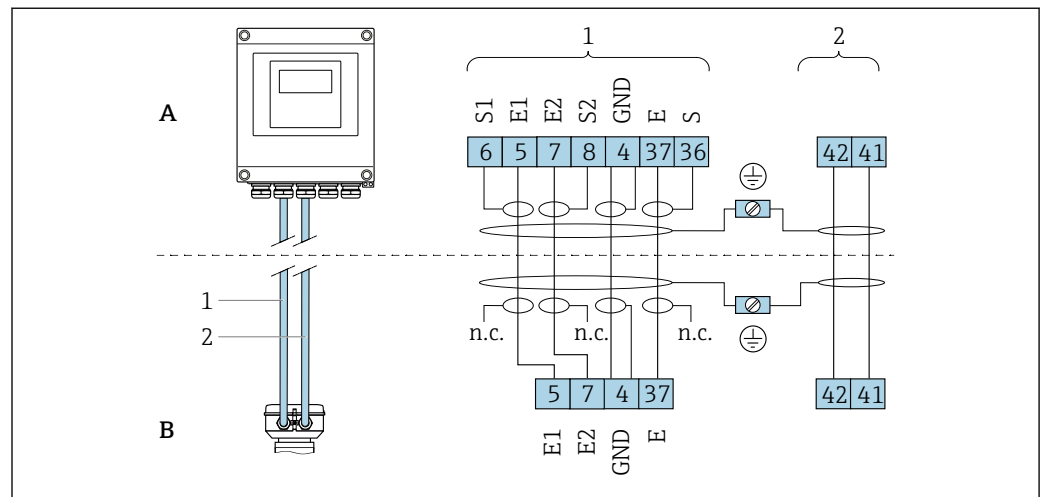 1 2
A
S1 E1 E2 S2 GND E S
6 5 7 8 4 37 36 42 41
1
2
n.c. n.c. n.c.
5 7 4 37 42 41
B
E1 E2 GND E